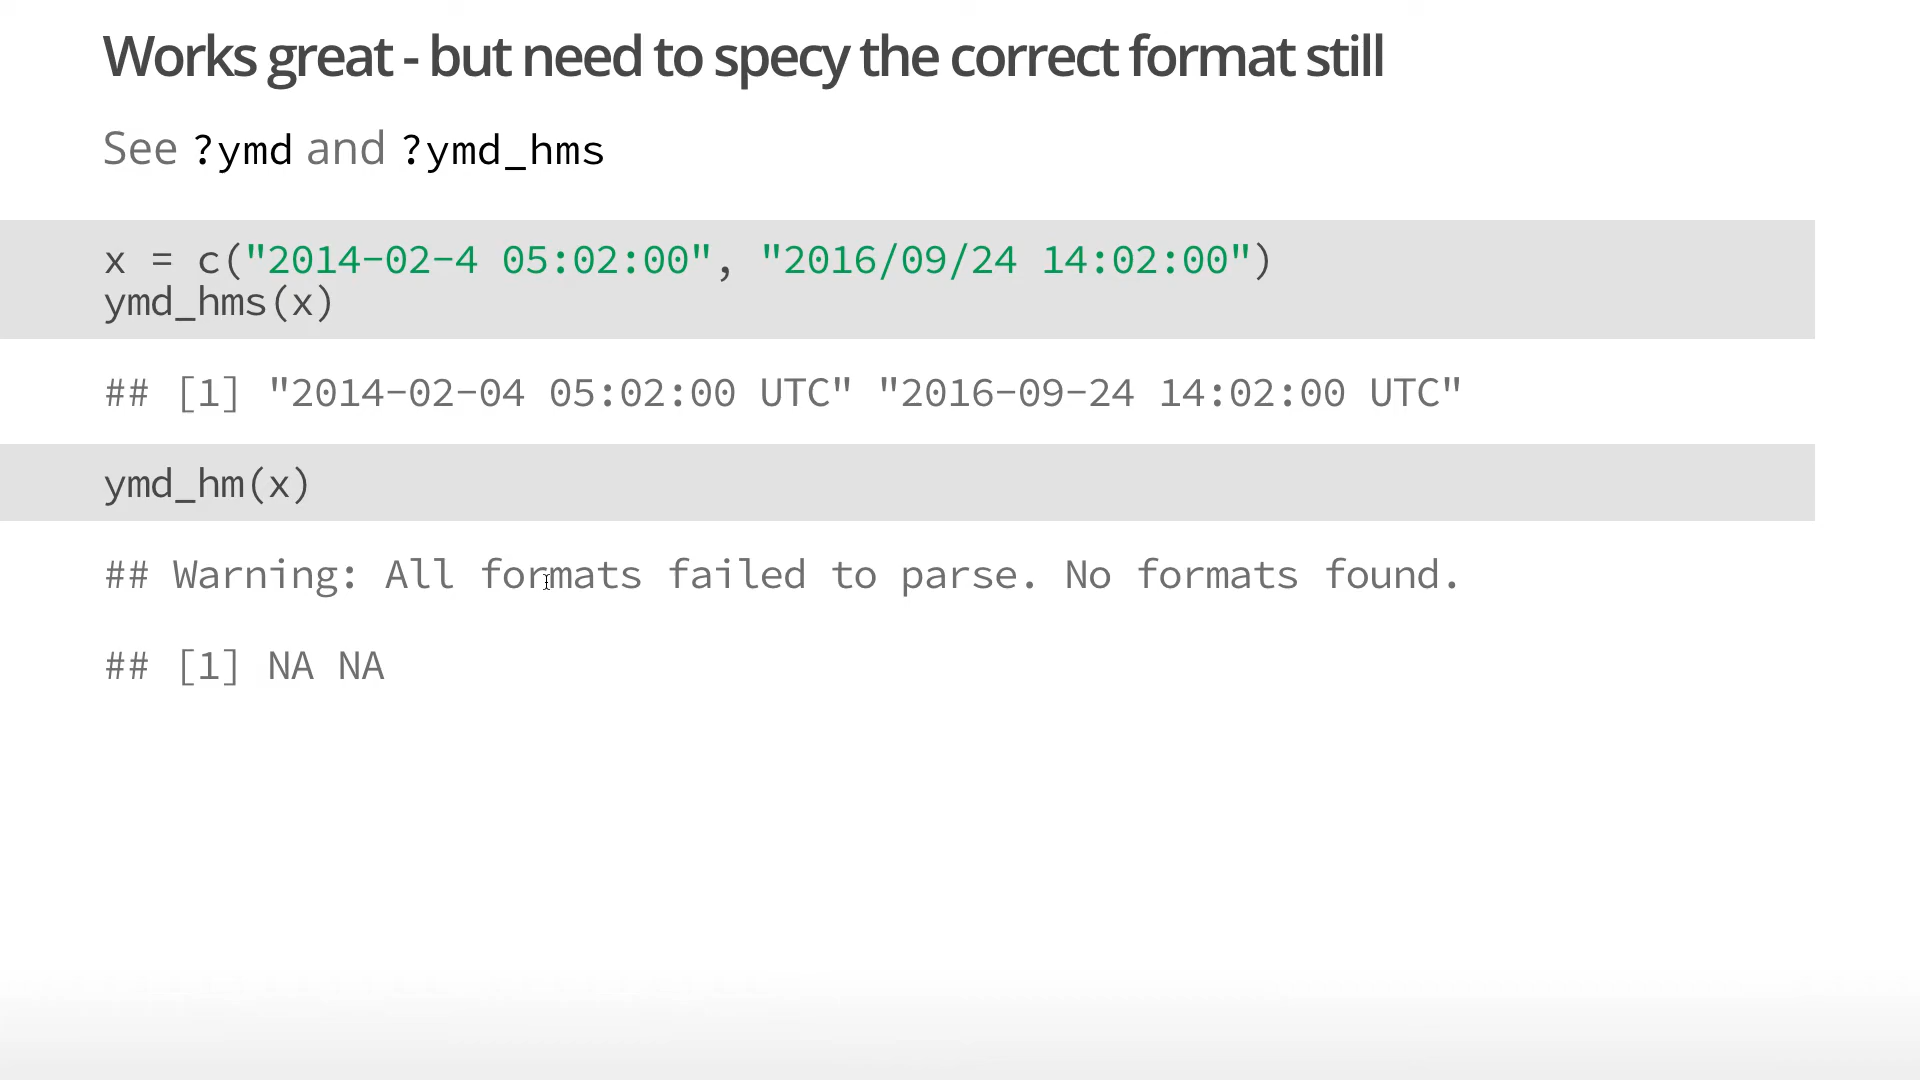 Works great - but need to specy the correct format still
See ?ymd and ?ymd_hms
x = c("2014-02-4 05:02:00", "2016/09/24 14:02:00")
ymd_hms(x)
## [1] "2014-02-04 05:02:00 UTC" "2016-09-24 14:02:00 UTC"
ymd_hm(x)
## Warning: All formats failed to parse. No formats found.
## [1] NA NA